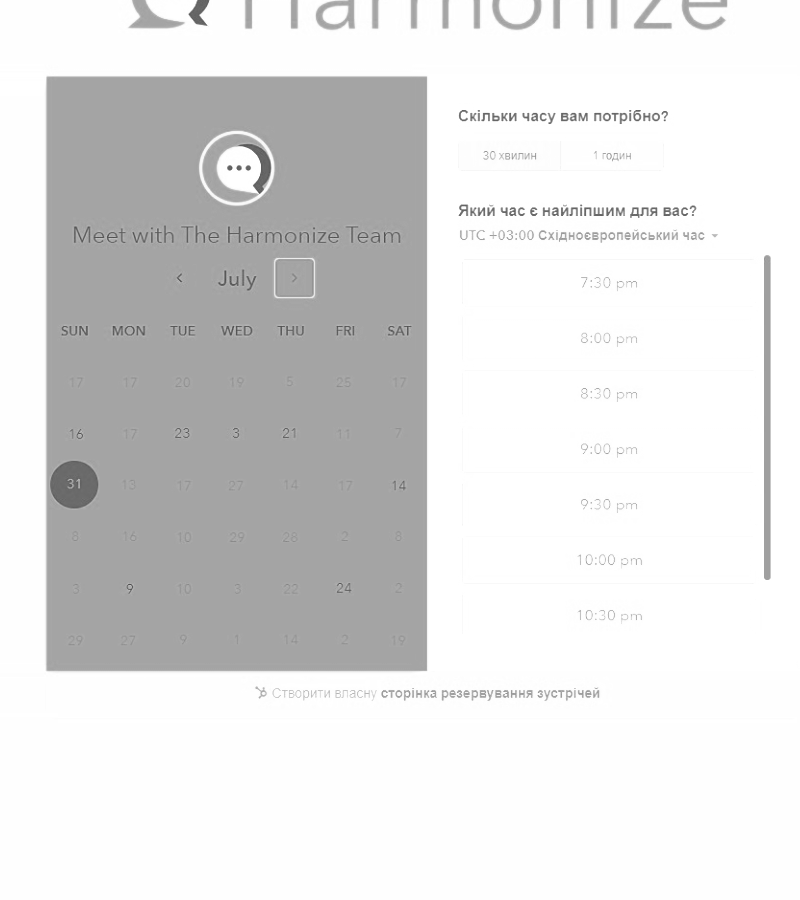 Harmonize
Meet with The Harmonize Team
July
SUN MON TUE WED THU FRI SAT
17 17 20 19 5 25 17
16 17 23 3 21 11 7
31 13 17 27 14 17 14
8 16 10 29 28 2 8
3 9 10 3 22 24 2
29 27 9 1 14 2 19
Скільки часу вам потрібно?
30 хвилин 1 годин
Який час є найліпшим для вас?
UTC +03:00 Східноєвропейський час
7:30 pm
8:00 pm
8:30 pm
9:00 pm
9:30 pm
10:00 pm
10:30 pm
Створити власну сторінка резервування зустрічей